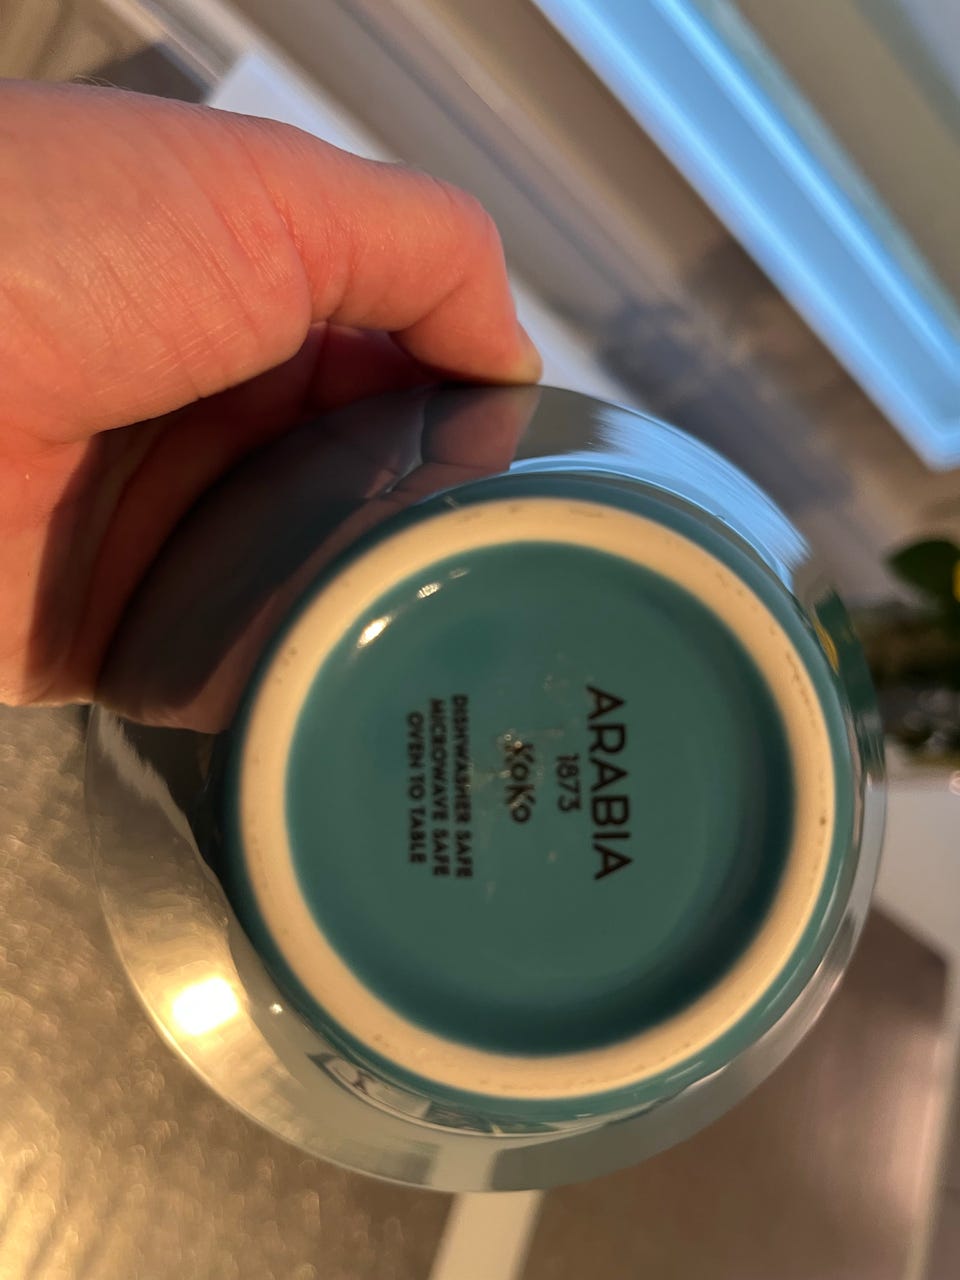 ARABIA
1873
KoKo
DISHWASHER SAFE
MICROWAVE SAFE
OVEN TO TABLE